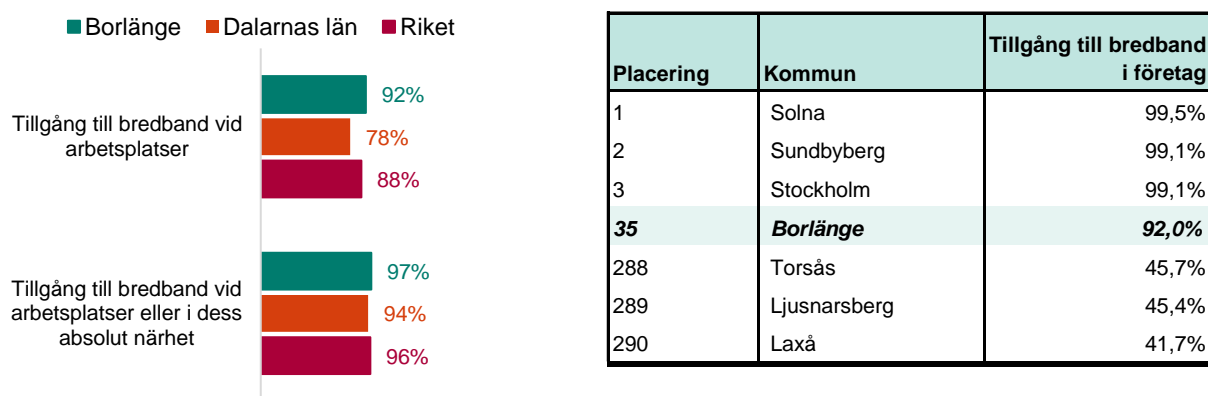 Borlänge Dalarnas län Riket
Tillgång till bredband vid
arbetsplatser
92%
78%
88%
Tillgång till bredband vid
arbetsplatser eller i dess
absolut närhet
97%
94%
96%
Placering Kommun Tillgång till bredband
i företag
1 Solna 99,5%
2 Sundbyberg 99,1%
3 Stockholm 99,1%
35 Borlänge 92,0%
288 Torsås 45,7%
289 Ljusnarsberg 45,4%
290 Laxå 41,7%